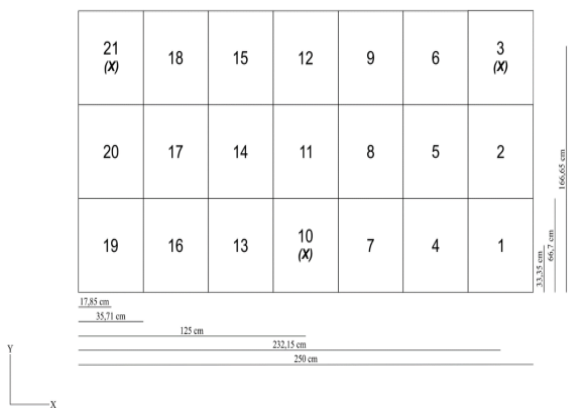 21 18 15 12 9 6 3
(X) (X)
20 17 14 11 8 5 2
19 16 13 10 7 4 1
(X)
166,65 cm
66,7 cm
33,35 cm
17,85 cm
35,71 cm
125 cm
232,15 cm
250 cm
Y
X